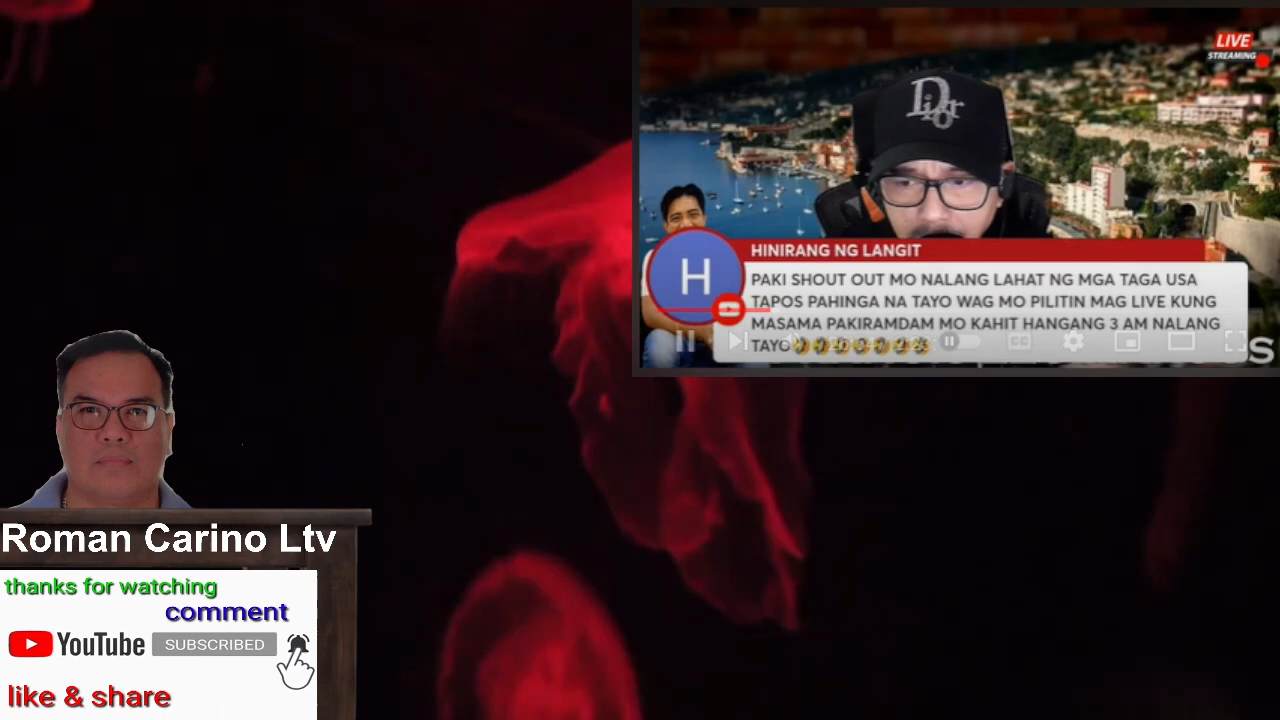 LIVE
STREAMING
Dior
HINIRANG NG LANGIT
H
PAKI SHOUT OUT MO NALANG LAHAT NG MGA TAGA USA
TAPOS PAHINGA NA TAYO WAG MO PILITIN MAG LIVE KUNG
MASAMA PAKIRAMDAM MO KAHIT HANGANG 3 AM NALANG
TAYO
CC
S
Roman Carino Ltv
thanks for watching
comment
YouTube SUBSCRIBED
like & share